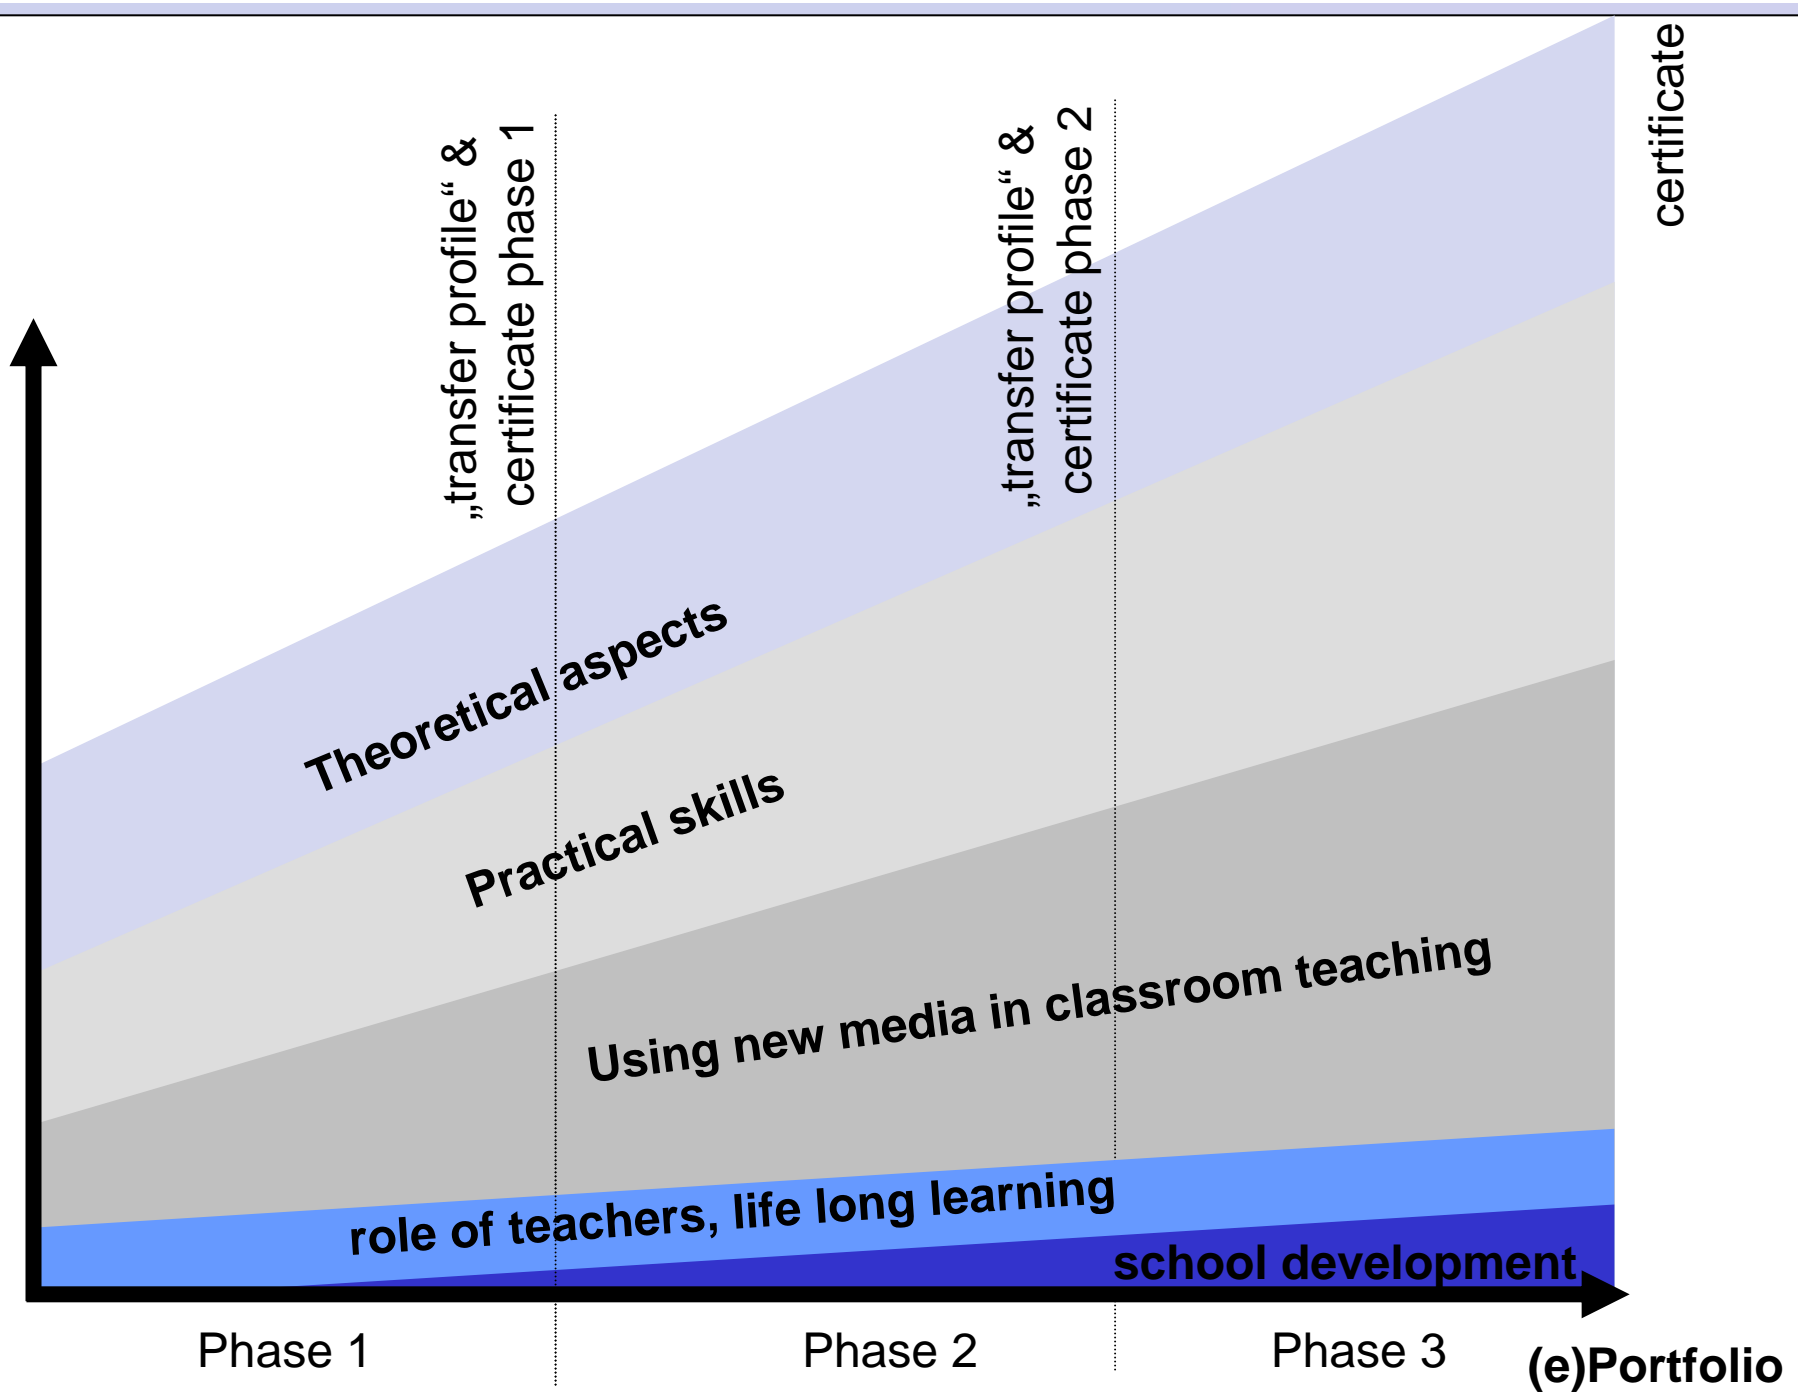 „transfer profile“ &
certificate phase 1
„transfer profile“ &
certificate phase 2
certificate
Theoretical aspects
Practical skills
Using new media in classroom teaching
role of teachers, life long learning
school development
Phase 1
Phase 2
Phase 3
(e)Portfolio